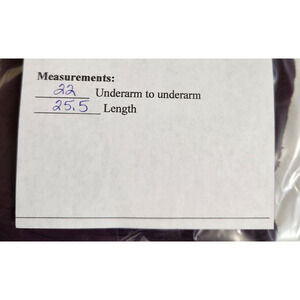 Measurements:
22 Underarm to underarm
25.5 Length